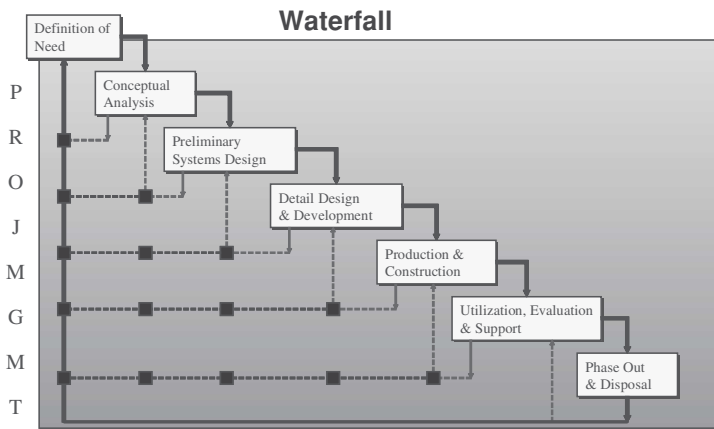 Waterfall
Definition of
Need
Conceptual
Analysis
Preliminary
Systems Design
Detail Design
& Development
Production &
Construction
Utilization, Evaluation
& Support
Phase Out
& Disposal
P
R
O
J
M
G
M
T